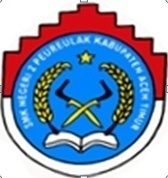 SMK NEGERI 2 PEUREULAK KABUPATEN ACEH TIMUR